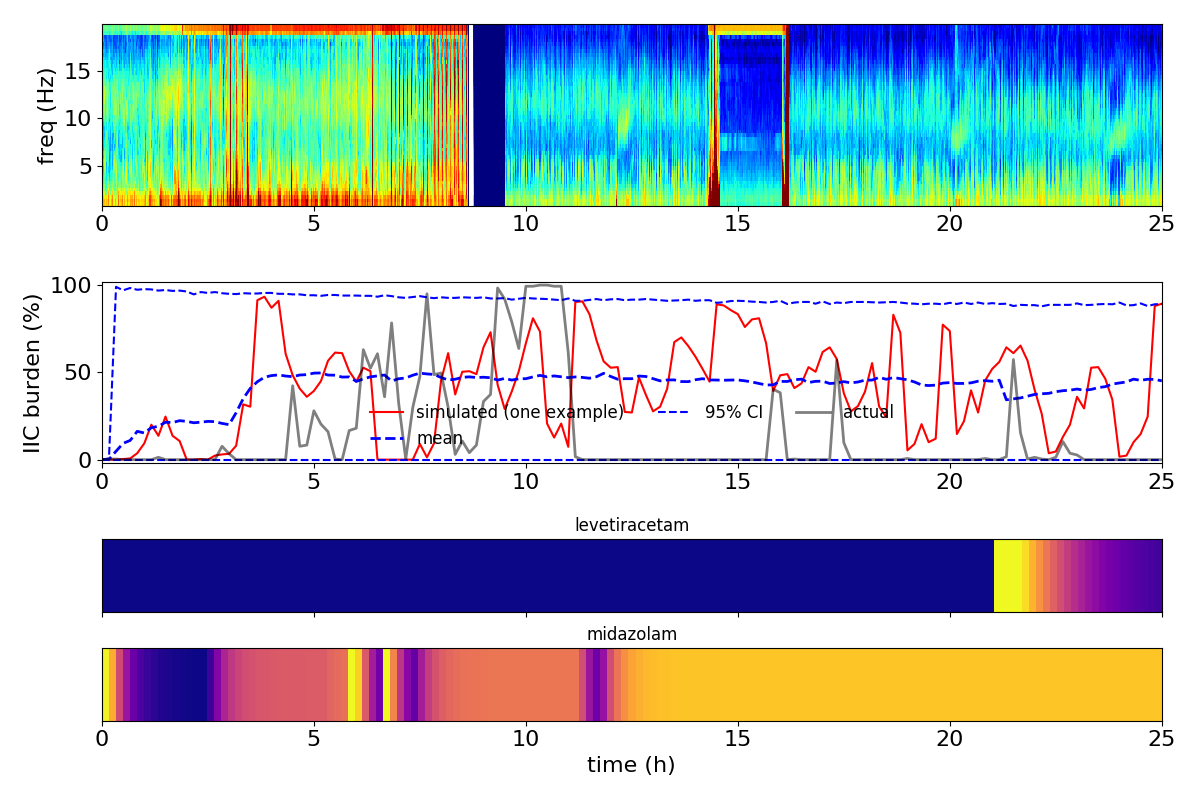 freq (Hz)
15
10
5
0 5 10 15 20 25
IIC burden (%)
100
50
0
simulated (one example) 95% CI actual
mean
0 5 10 15 20 25
levetiracetam
midazolam
0 5 10 15 20 25
time (h)